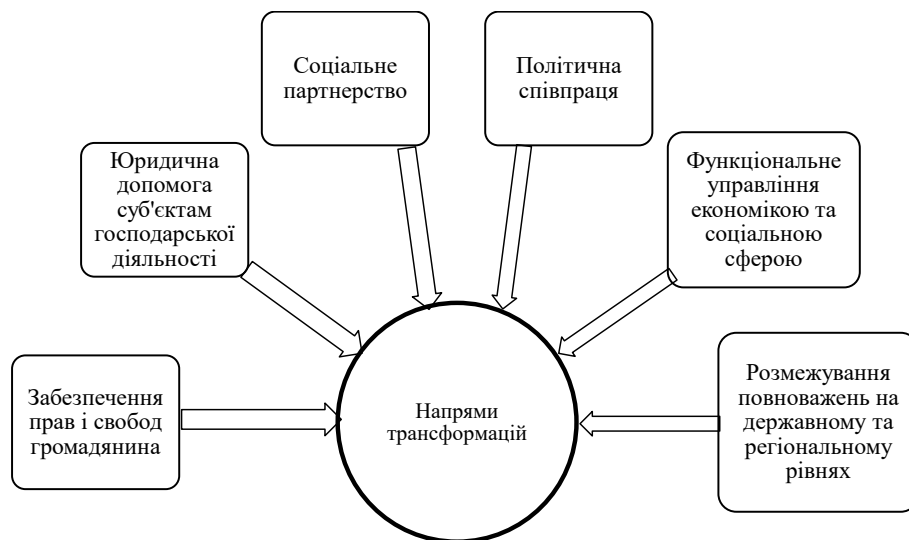 Соціальне
партнерство
Політична
співпраця
Юридична
допомога
суб'єктам
господарської
діяльності
Функціональне
управління
економікою та
соціальною
сферою
Забезпечення
прав і свобод
громадянина
Напрями
трансформацій
Розмежування
повноважень на
державному та
регіональному
рівнях